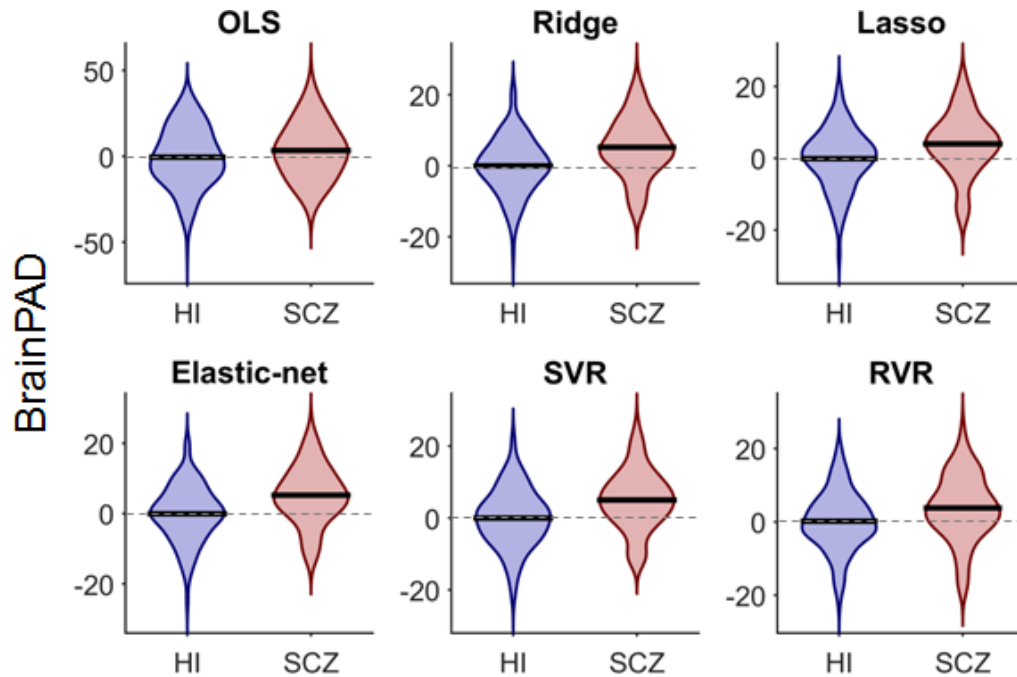 OLS
Ridge
Lasso
50
0
-50
HI
SCZ
20
0
-20
HI
SCZ
20
0
-20
HI
SCZ
BrainPAD
Elastic-net
SVR
RVR
20
0
-20
HI
SCZ
20
0
-20
HI
SCZ
20
0
-20
HI
SCZ